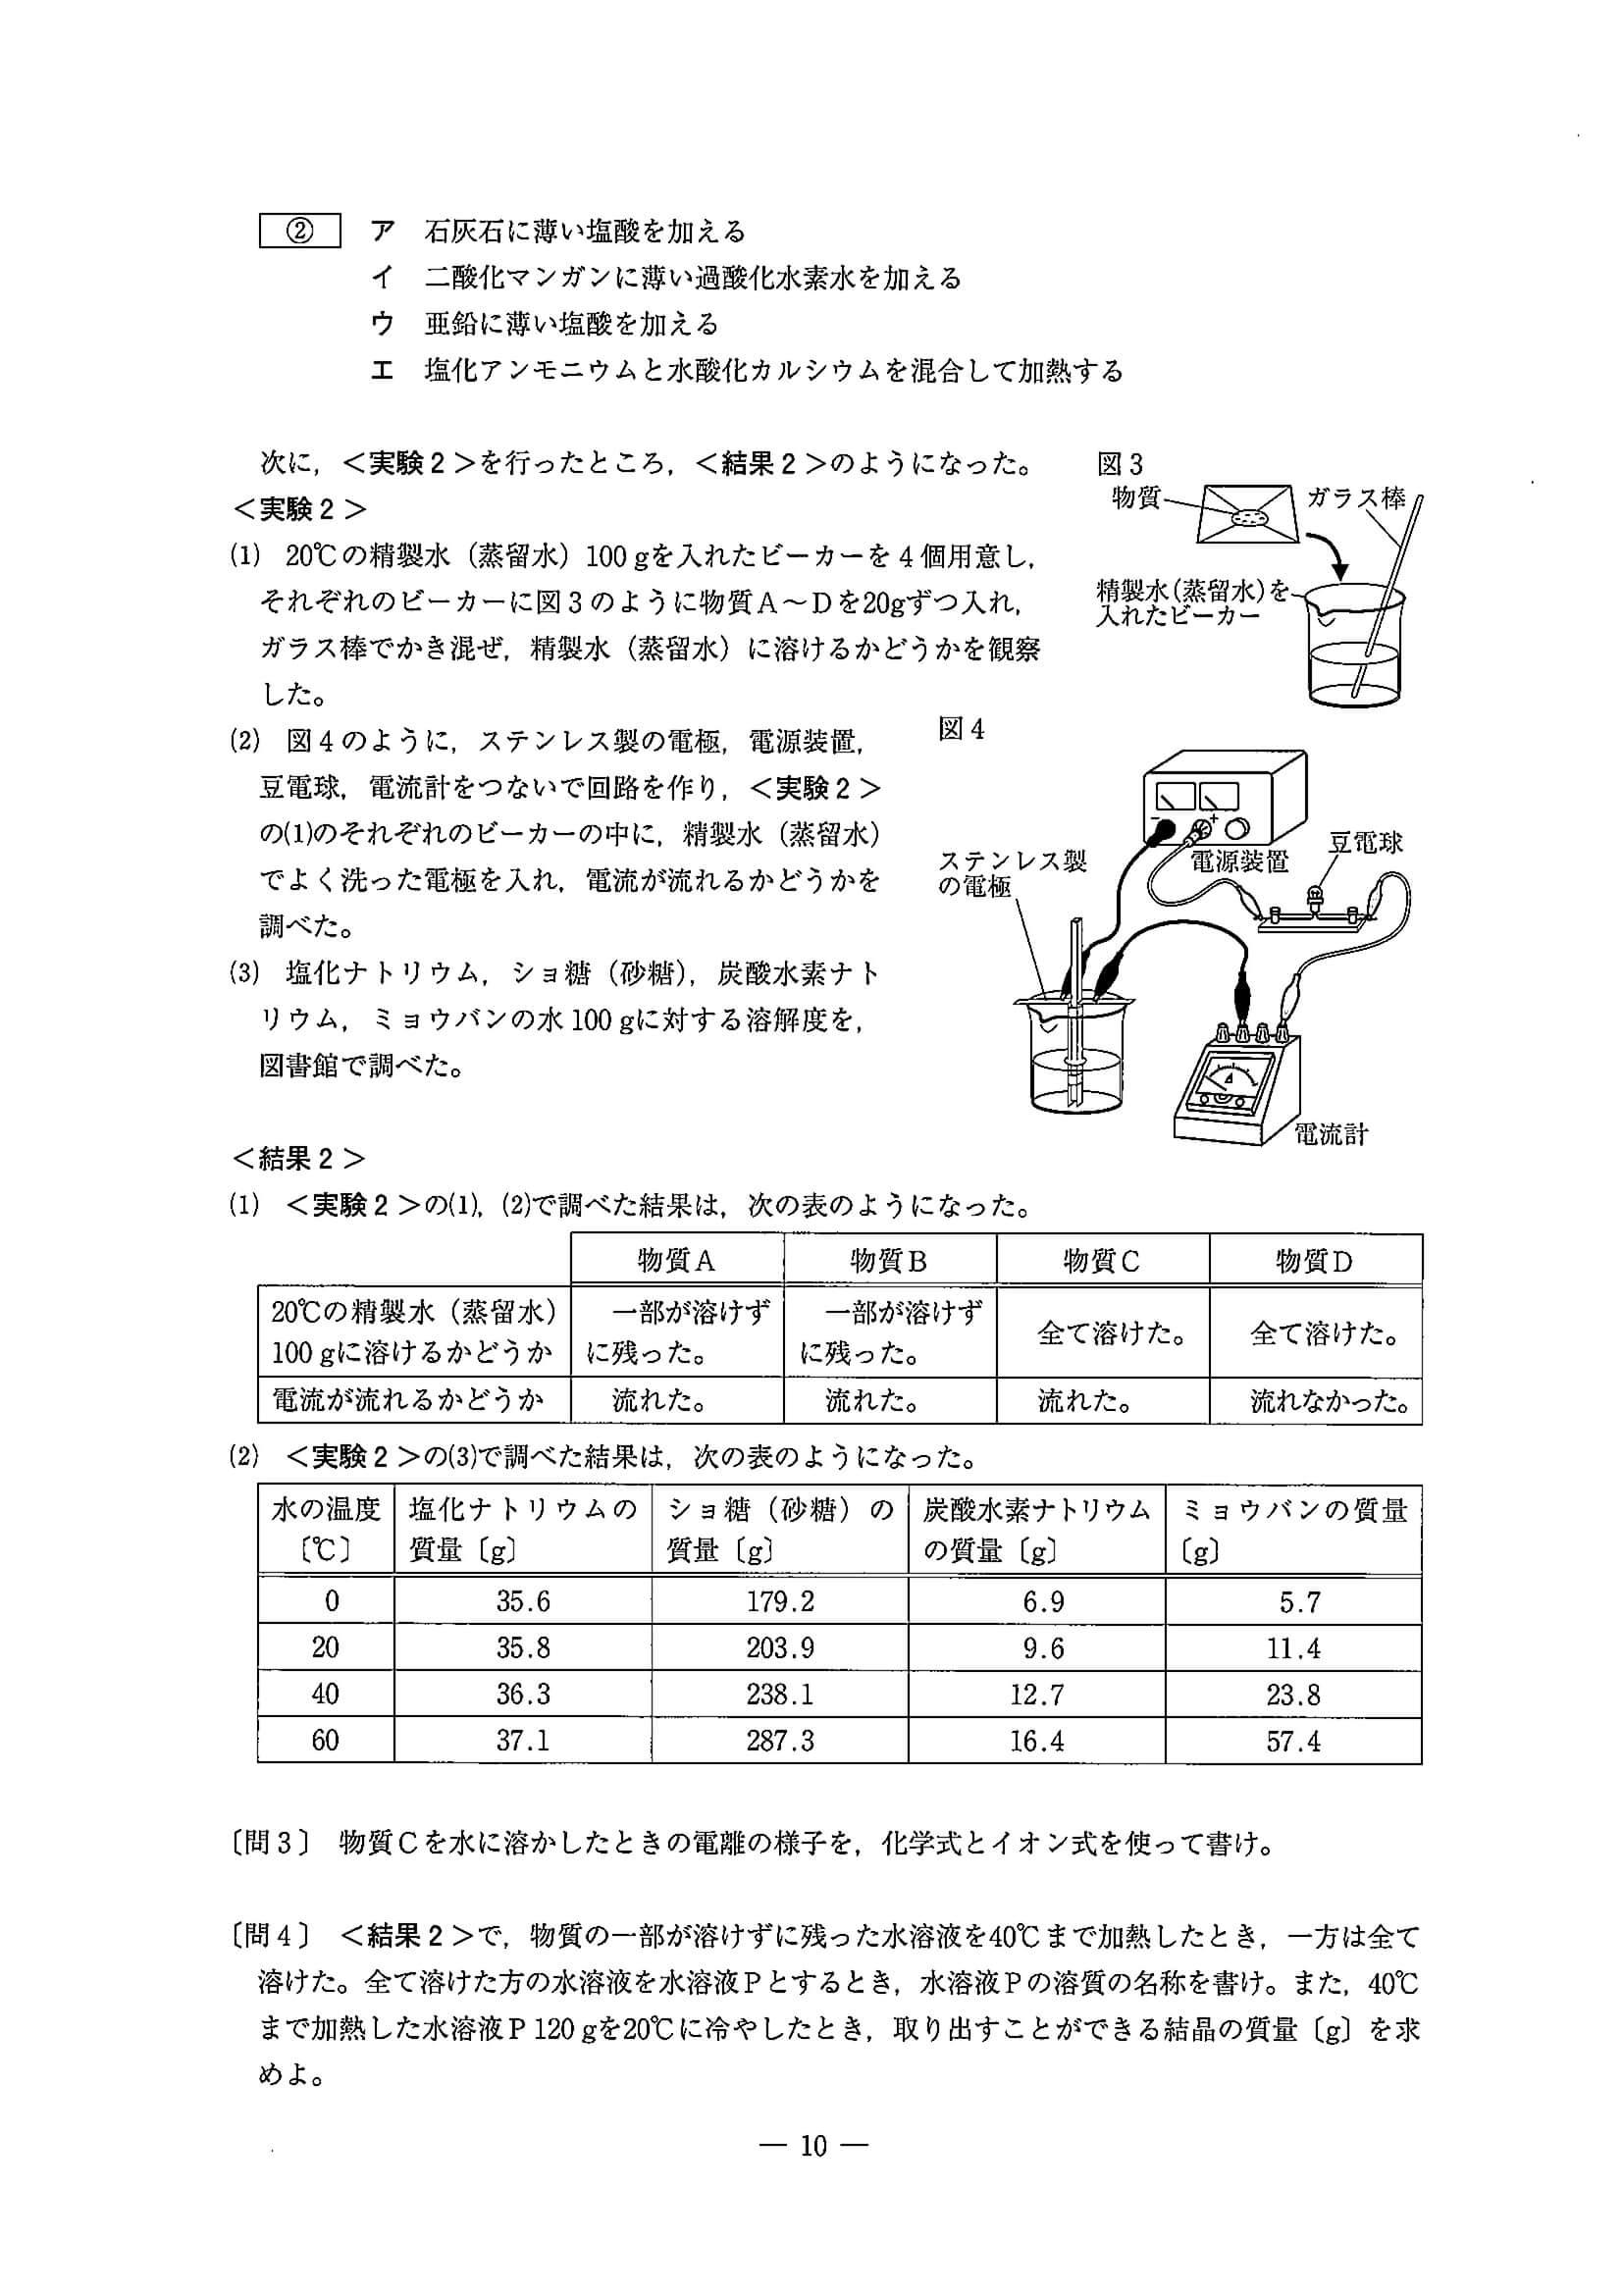 ② ア 石灰石に薄い塩酸を加える
イ 二酸化マンガンに薄い過酸化水素水を加える
ウ 亜鉛に薄い塩酸を加える
エ 塩化アンモニウムと水酸化カルシウムを混合して加熱する
次に，＜実験２＞を行ったところ，＜結果２＞のようになった。
＜実験２＞
(1) 20℃の精製水（蒸留水）100 gを入れたビーカーを４個用意し，
それぞれのビーカーに図３のように物質Ａ～Ｄを20gずつ入れ，
ガラス棒でかき混ぜ，精製水（蒸留水）に溶けるかどうかを観察
した。
図３
物質
ガラス棒
精製水(蒸留水)を
入れたビーカー
(2) 図４のように，ステンレス製の電極，電源装置，
豆電球，電流計をつないで回路を作り，＜実験２＞
の(1)のそれぞれのビーカーの中に，精製水（蒸留水）
でよく洗った電極を入れ，電流が流れるかどうかを
調べた。
(3) 塩化ナトリウム，ショ糖（砂糖），炭酸水素ナト
リウム，ミョウバンの水 100 gに対する溶解度を，
図書館で調べた。
図４
－ ＋
電源装置
豆電球
ステンレス製
の電極
A
電流計
＜結果２＞
(1) ＜実験２＞の(1)，(2)で調べた結果は，次の表のようになった。
物質Ａ 物質Ｂ 物質Ｃ 物質Ｄ
20℃の精製水（蒸留水） 一部が溶けず 一部が溶けず 全て溶けた。 全て溶けた。
100 gに溶けるかどうか に残った。 に残った。
電流が流れるかどうか 流れた。 流れた。 流れた。 流れなかった。
(2) ＜実験２＞の(3)で調べた結果は，次の表のようになった。
水の温度 塩化ナトリウムの ショ糖（砂糖）の 炭酸水素ナトリウム ミョウバンの質量
〔℃〕 質量〔g〕 質量〔g〕 の質量〔g〕 〔g〕
0 35.6 179.2 6.9 5.7
20 35.8 203.9 9.6 11.4
40 36.3 238.1 12.7 23.8
60 37.1 287.3 16.4 57.4
〔問３〕 物質Ｃを水に溶かしたときの電離の様子を，化学式とイオン式を使って書け。
〔問４〕 ＜結果２＞で，物質の一部が溶けずに残った水溶液を40℃まで加熱したとき，一方は全て
溶けた。全て溶けた方の水溶液を水溶液Ｐとするとき，水溶液Ｐの溶質の名称を書け。また，40℃
まで加熱した水溶液Ｐ 120 gを20℃に冷やしたとき，取り出すことができる結晶の質量〔g〕を求
めよ。
― 10 ―